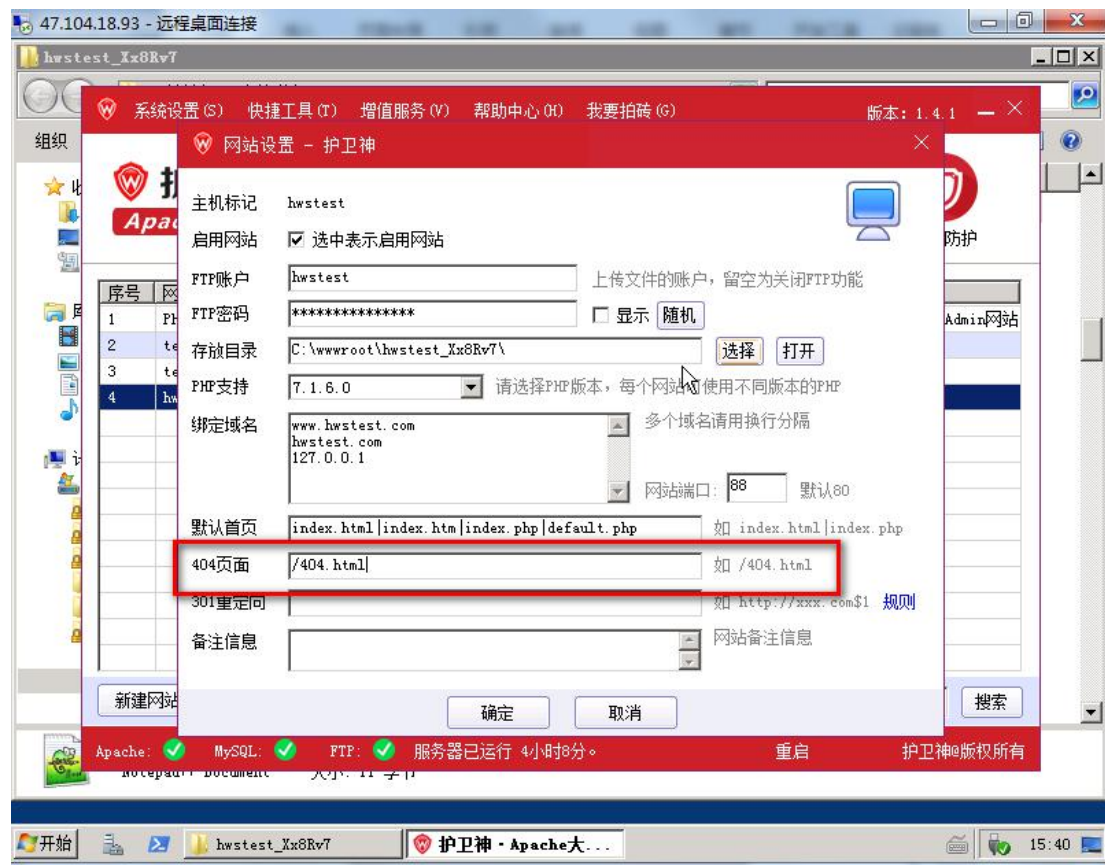 47.104.18.93 - 远程桌面连接
hwstest_Xx8Rv7
系统设置(S) 快捷工具(T) 增值服务(V) 帮助中心(H) 我要拍砖(G) 版本: 1.4.1
组织
网站设置 - 护卫神
主机标记 hwstest
启用网站 选中表示启用网站
防护
FTP账户 hwstest 上传文件的账户,留空为关闭FTP功能
序号
FTP密码 *************** 显示 随机
1 Admin网站
存放目录 C:\wwwroot\hwstest_Xx8Rv7\ 选择 打开
2 te
3 te
PHP支持 7.1.6.0 请选择PHP版本,每个网站可使用不同版本的PHP
4
绑定域名 www.hwstest.com 多个域名请用换行分隔
hwstest.com
127.0.0.1
网站端口: 88 默认80
默认首页 index.html|index.htm|index.php|default.php 如 index.html|index.php
404页面 /404.html 如 /404.html
301重定向 如 http://xxx.com$1 规则
备注信息 网站备注信息
新建网站 确定 取消 搜索
Apache: MySQL: FTP: 服务器已运行 4小时8分。 重启 护卫神@版权所有
开始 hwstest_Xx8Rv7 护卫神·Apache大... 15:40